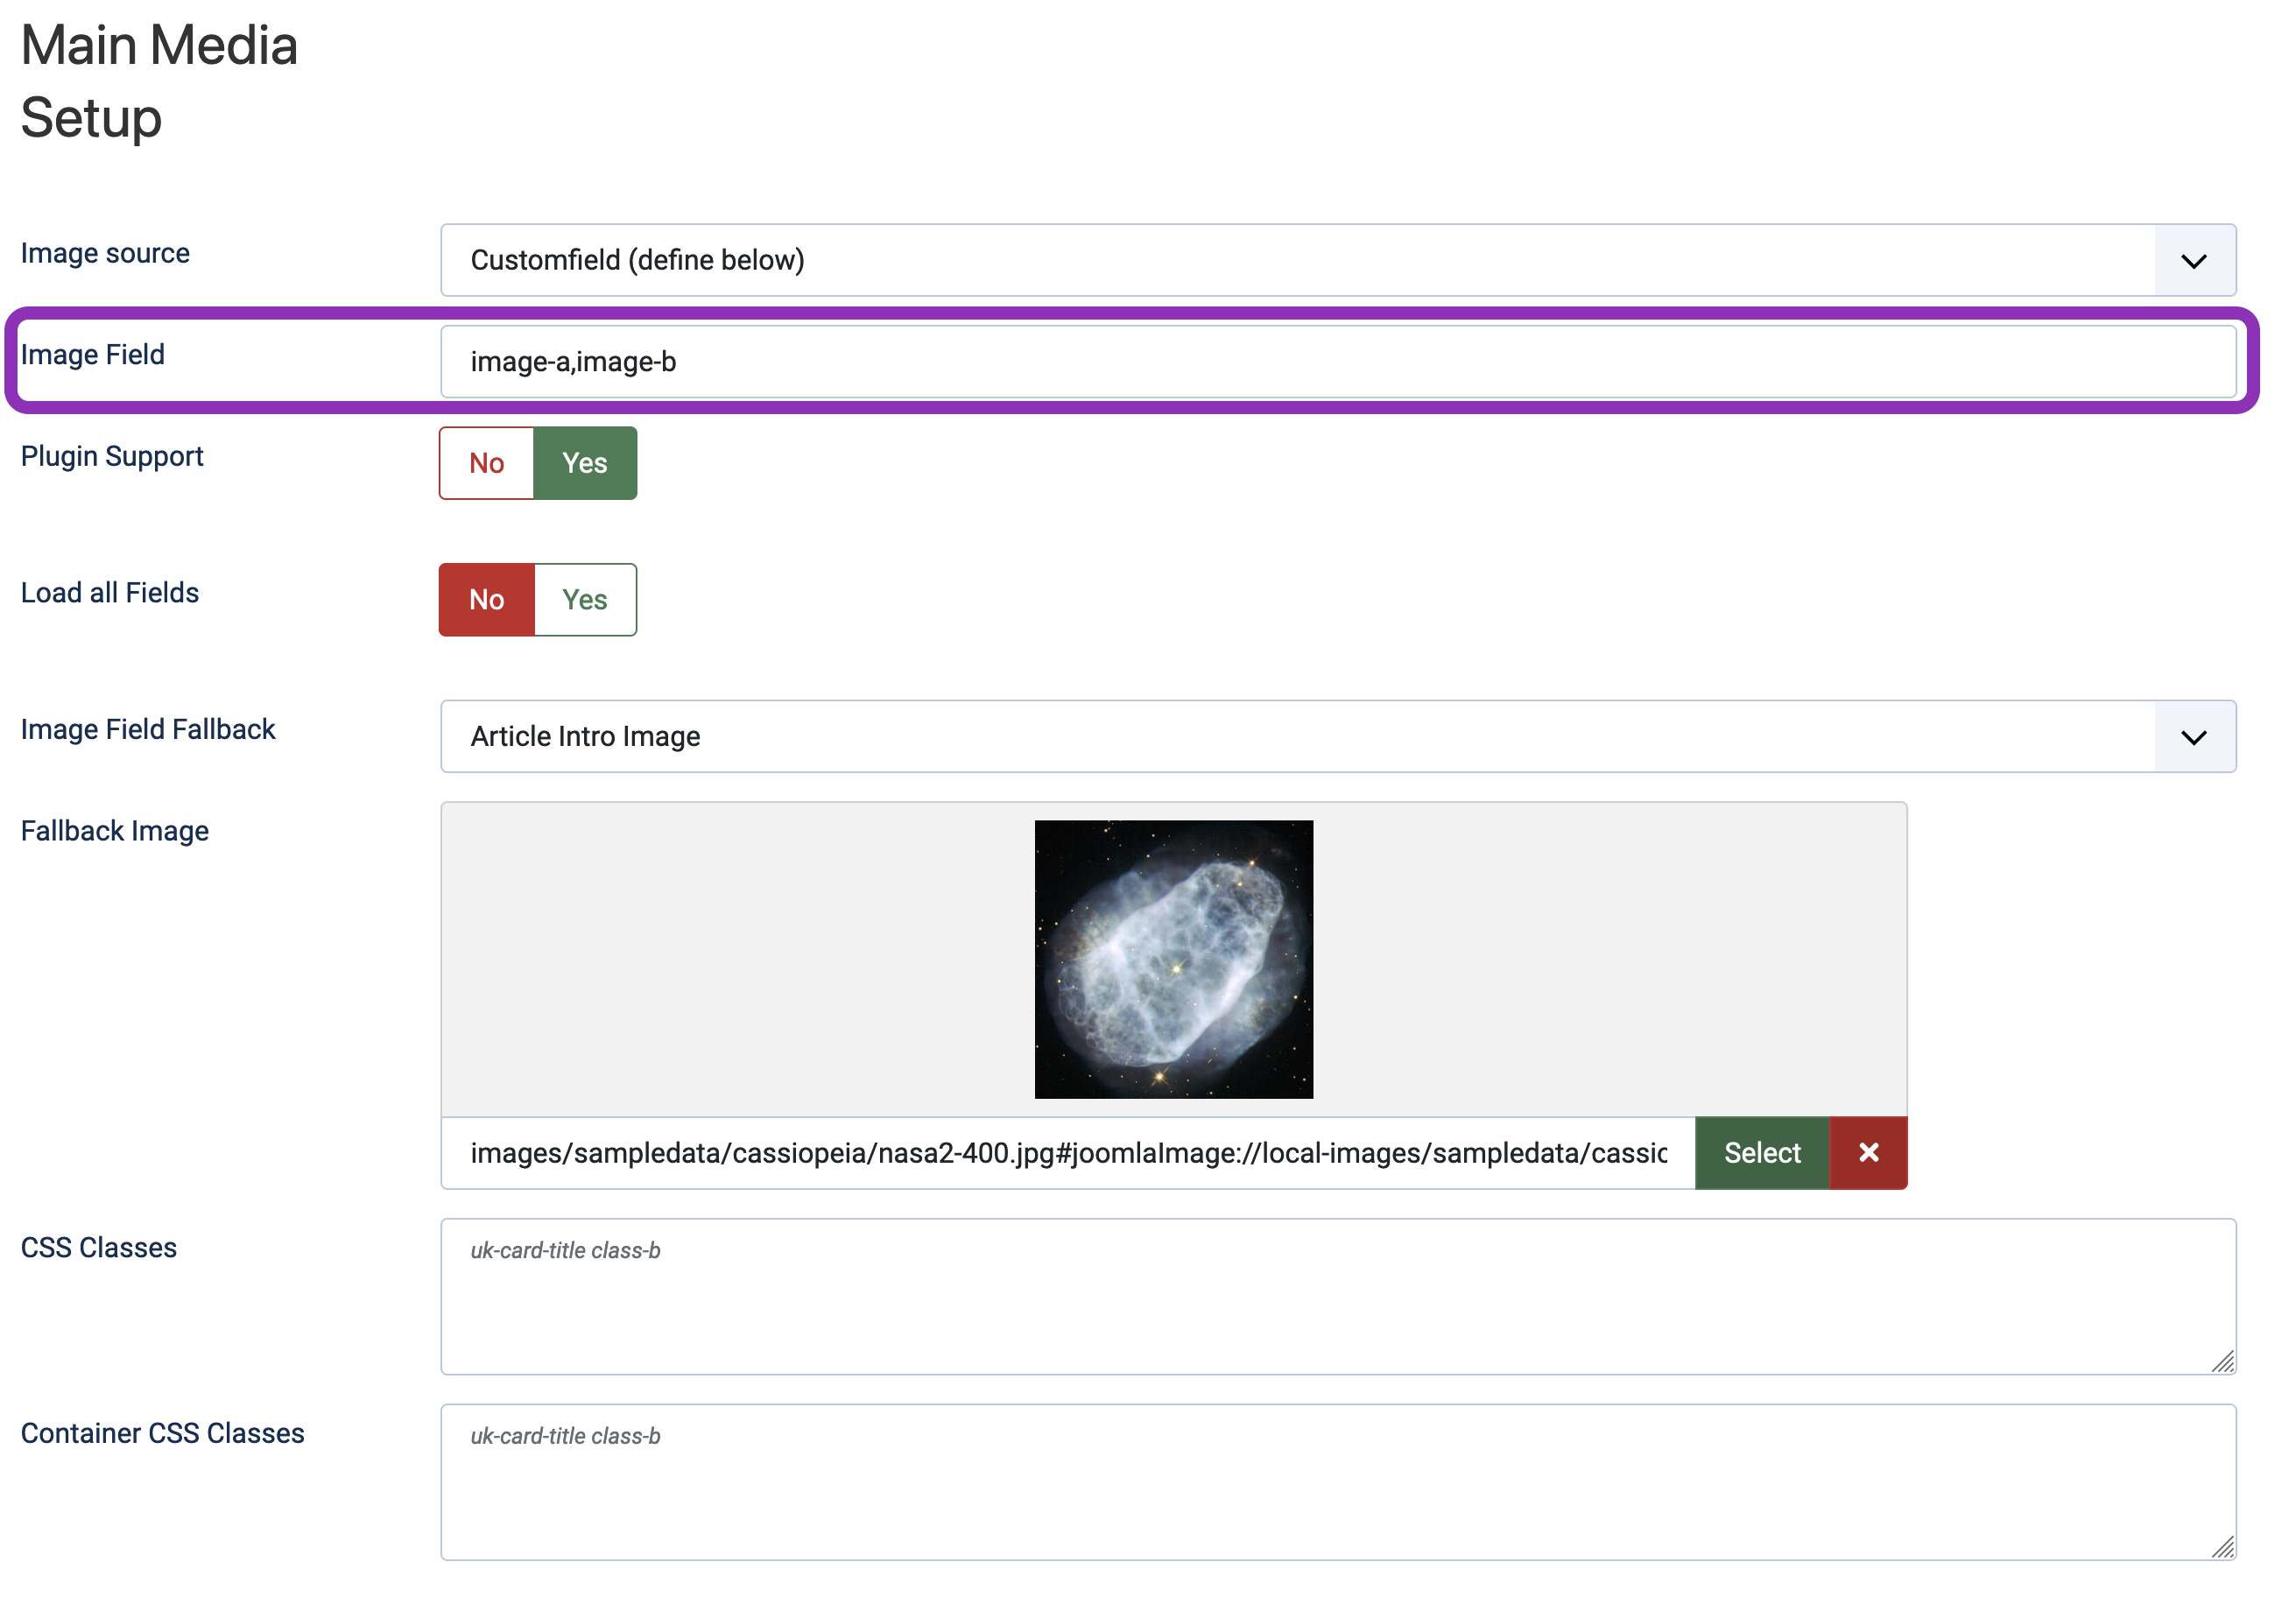 Main Media
Setup
Image source
Customfield (define below)
Image Field
image-a,image-b
Plugin Support
No
Yes
Load all Fields
No
Yes
Image Field Fallback
Article Intro Image
Fallback Image
images/sampledata/cassiopeia/nasa2-400.jpg#joomlaImage://local-images/sampledata/cassio
Select
CSS Classes
uk-card-title class-b
Container CSS Classes
uk-card-title class-b